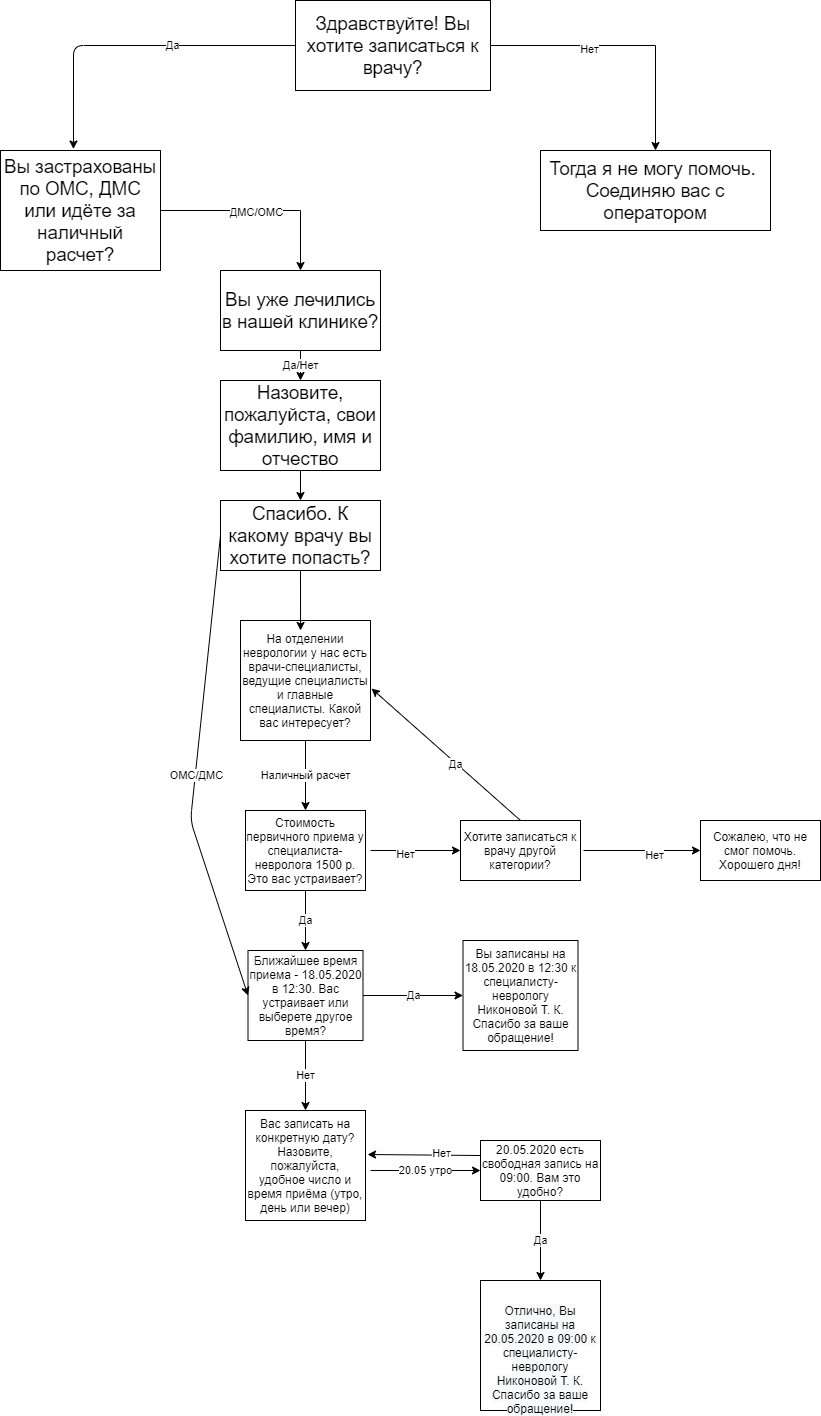 Здравствуйте! Вы
хотите записаться к
врачу?
Да
Нет
Вы застрахованы
по ОМС, ДМС
или идёте за
наличный
расчет?
Тогда я не могу помочь.
Соединяю вас с
оператором
ДМС/ОМС
Вы уже лечились
в нашей клинике?
Да/Нет
Назовите,
пожалуйста, свои
фамилию, имя и
отчество
Спасибо. К
какому врачу вы
хотите попасть?
На отделении
неврологии у нас есть
врачи-специалисты,
ведущие специалисты
и главные
специалисты. Какой
вас интересует?
Да
ОМС/ДМС
Наличный расчет
Стоимость
первичного приема у
специалиста-
невролога 1500 р.
Это вас устраивает?
Нет
Хотите записаться к
врачу другой
категории?
Нет
Сожалею, что не
смог помочь.
Хорошего дня!
Да
Ближайшее время
приема - 18.05.2020
в 12:30. Вас
устраивает или
выберете другое
время?
Да
Вы записаны на
18.05.2020 в 12:30 к
специалисту-
неврологу
Никоновой Т. К.
Спасибо за ваше
обращение!
Нет
Вас записать на
конкретную дату?
Назовите,
пожалуйста,
удобное число и
время приёма (утро,
день или вечер)
Нет
20.05 утро
20.05.2020 есть
свободная запись на
09:00. Вам это
удобно?
Да
Отлично, Вы
записаны на
20.05.2020 в 09:00 к
специалисту-
неврологу
Никоновой Т. К.
Спасибо за ваше
обращение!